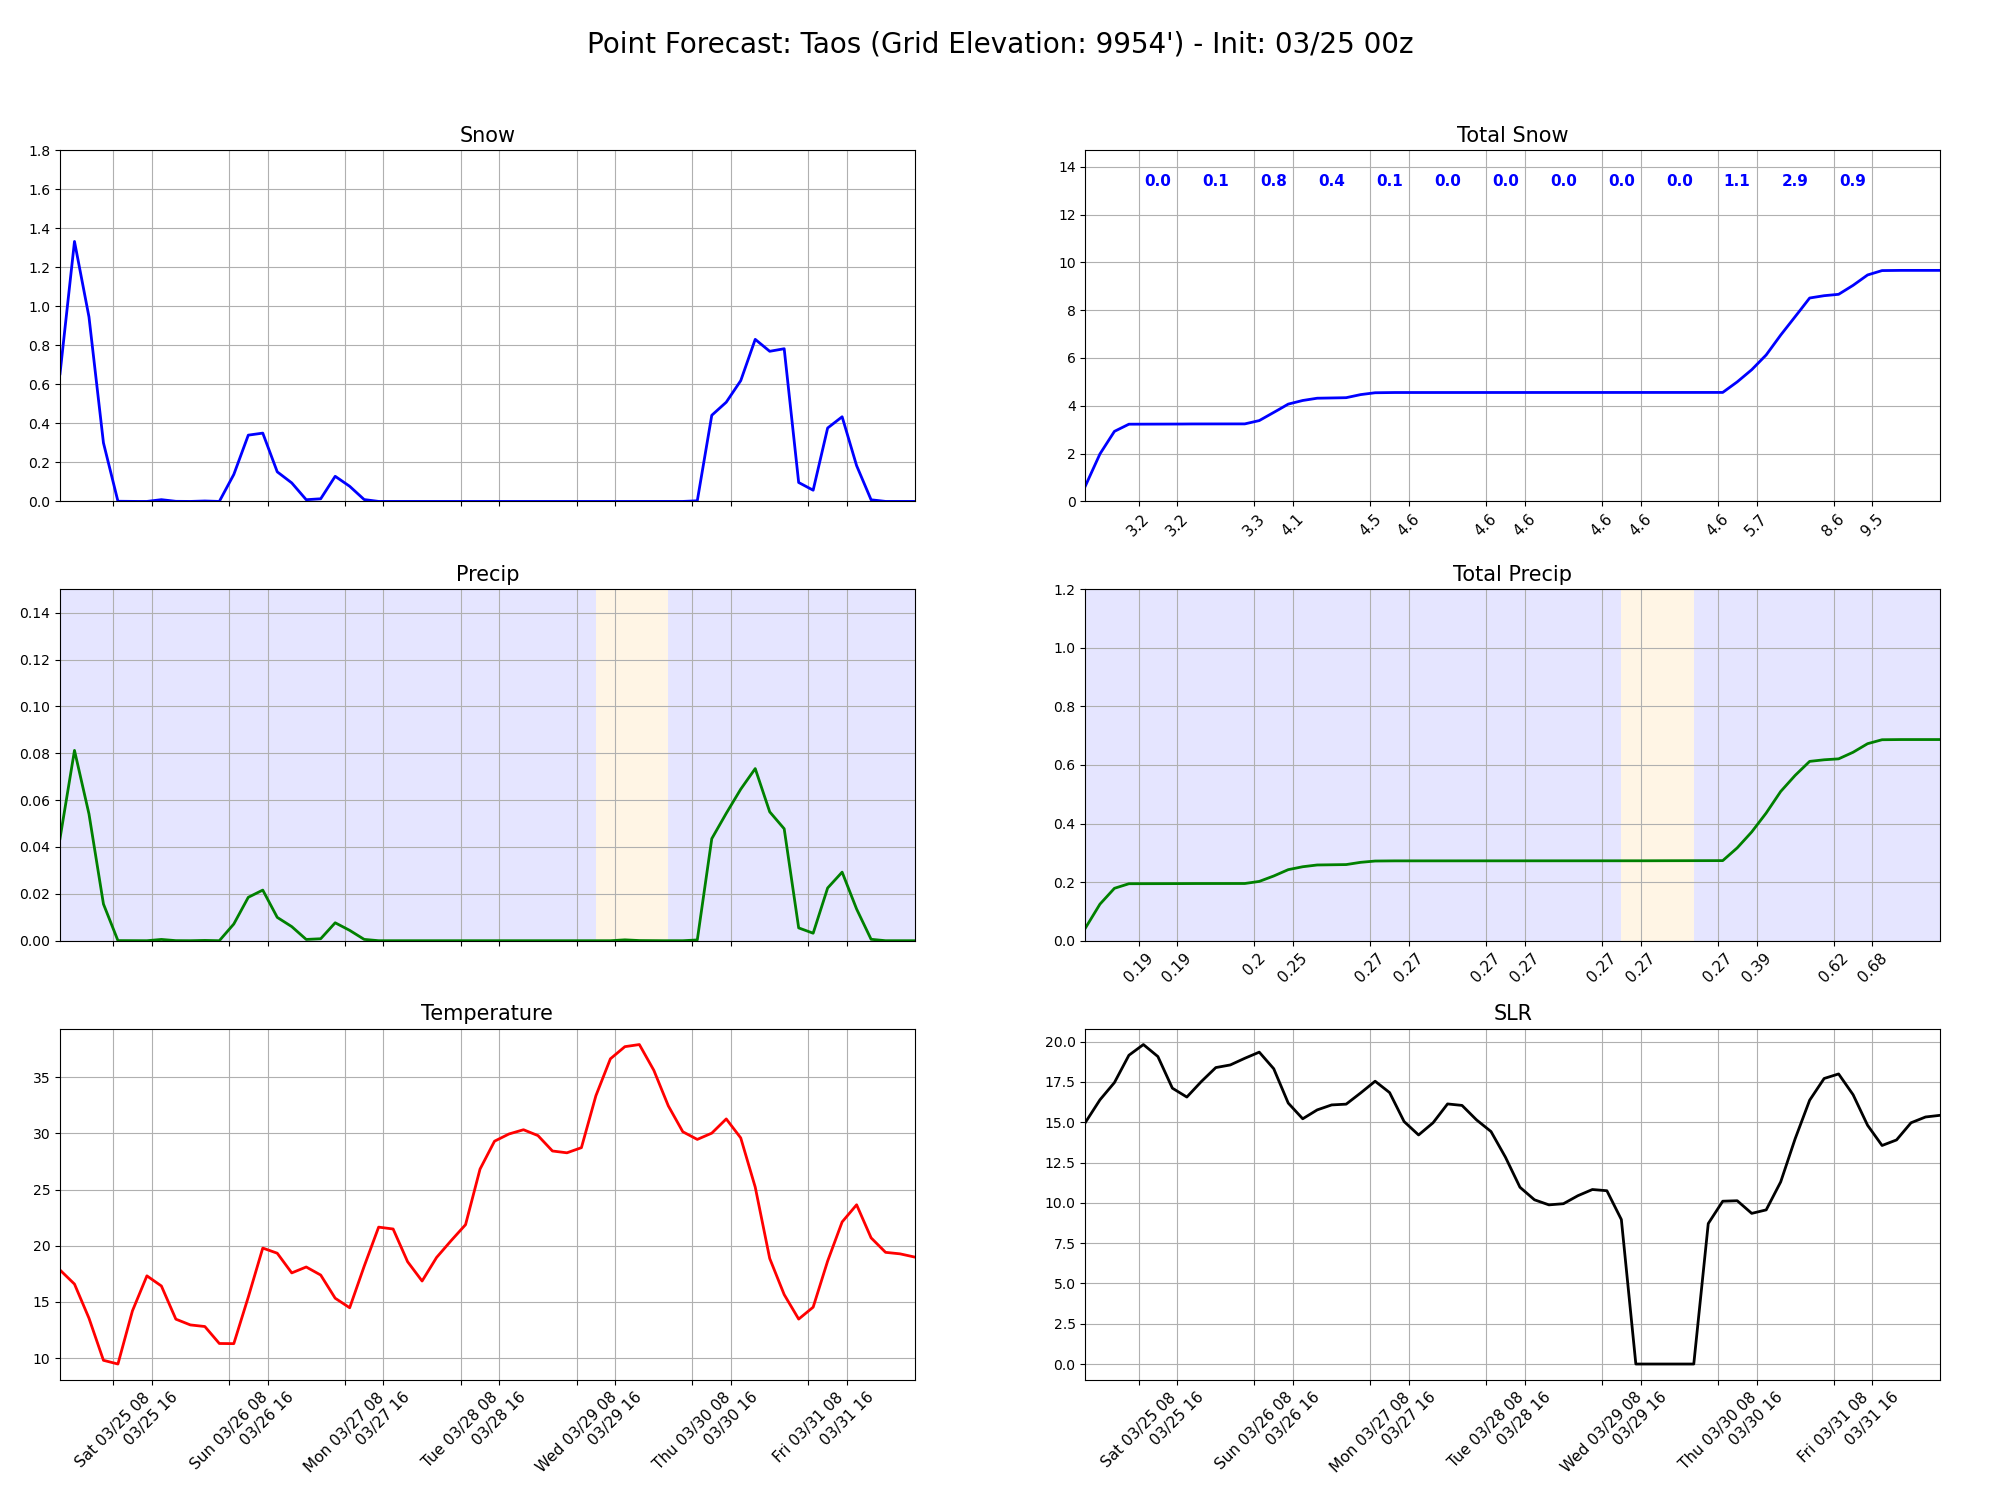 Point Forecast: Taos (Grid Elevation: 9954') - Init: 03/25 00z
Snow
1.8
1.6
1.4
1.2
1.0
0.8
0.6
0.4
0.2
0.0
Total Snow
14
12
10
8
6
4
2
0
0.0 0.1 0.8 0.4 0.1 0.0 0.0 0.0 0.0 0.0 1.1 2.9 0.9
3.2 3.2 3.3 4.1 4.5 4.6 4.6 4.6 4.6 4.6 4.6 5.7 8.6 9.5
Precip
0.14
0.12
0.10
0.08
0.06
0.04
0.02
0.00
Total Precip
1.2
1.0
0.8
0.6
0.4
0.2
0.0
0.19 0.19 0.2 0.25 0.27 0.27 0.27 0.27 0.27 0.27 0.27 0.39 0.62 0.68
Temperature
35
30
25
20
15
10
Sat 03/25 08
03/25 16
Sun 03/26 08
03/26 16
Mon 03/27 08
03/27 16
Tue 03/28 08
03/28 16
Wed 03/29 08
03/29 16
Thu 03/30 08
03/30 16
Fri 03/31 08
03/31 16
SLR
20.0
17.5
15.0
12.5
10.0
7.5
5.0
2.5
0.0
Sat 03/25 08
03/25 16
Sun 03/26 08
03/26 16
Mon 03/27 08
03/27 16
Tue 03/28 08
03/28 16
Wed 03/29 08
03/29 16
Thu 03/30 08
03/30 16
Fri 03/31 08
03/31 16